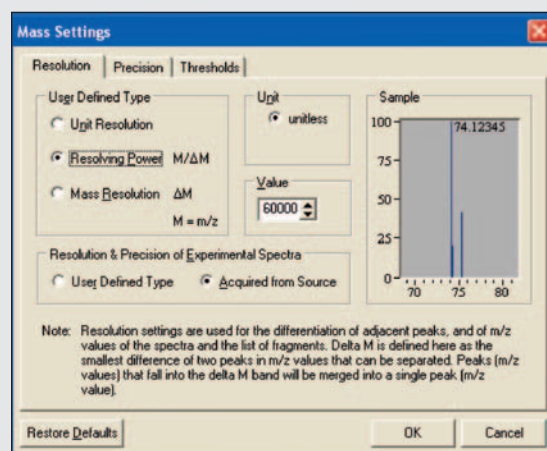 Mass Settings
Resolution
Precision
Thresholds
User Defined Type
Unit Resolution
Resolving Power M/ΔM
Mass Resolution ΔM
M = m/z
Unit
unitless
Value
60000
Sample
74.12345
100
75
50
25
0
70 75 80
Resolution & Precision of Experimental Spectra
User Defined Type
Acquired from Source
Note: Resolution settings are used for the differentiation of adjacent peaks, and of m/z
values of the spectra and the list of fragments. Delta M is defined here as the
smallest difference of two peaks in m/z values that can be separated. Peaks (m/z
values) that fall into the delta M band will be merged into a single peak (m/z
value).
Restore Defaults
OK
Cancel